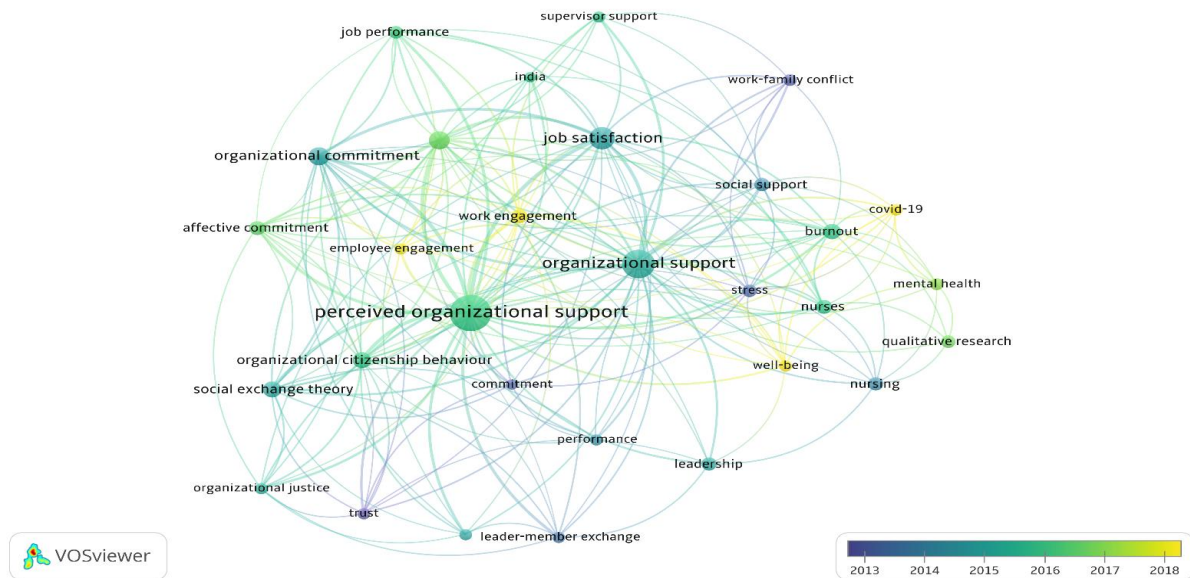 supervisor support
job performance
india
work-family conflict
job satisfaction
organizational commitment
social support
covid-19
work engagement
affective commitment
burnout
employee engagement
organizational support
mental health
stress
nurses
perceived organizational support
qualitative research
organizational citizenship behaviour
well-being
social exchange theory
commitment
nursing
performance
leadership
organizational justice
trust
leader-member exchange
VOSviewer
2013 2014 2015 2016 2017 2018